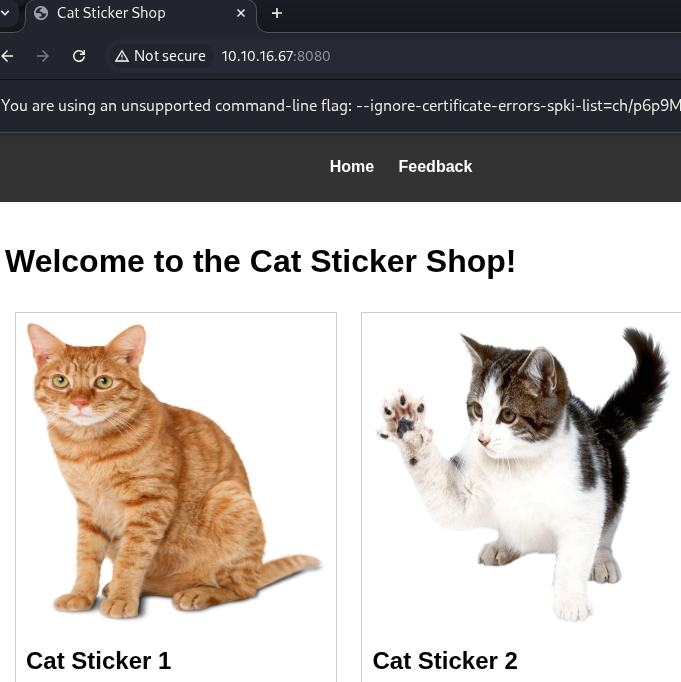 Cat Sticker Shop
Not secure 10.10.16.67:8080
You are using an unsupported command-line flag: --ignore-certificate-errors-spki-list=ch/p6p9M
Home Feedback
Welcome to the Cat Sticker Shop!
Cat Sticker 1 Cat Sticker 2